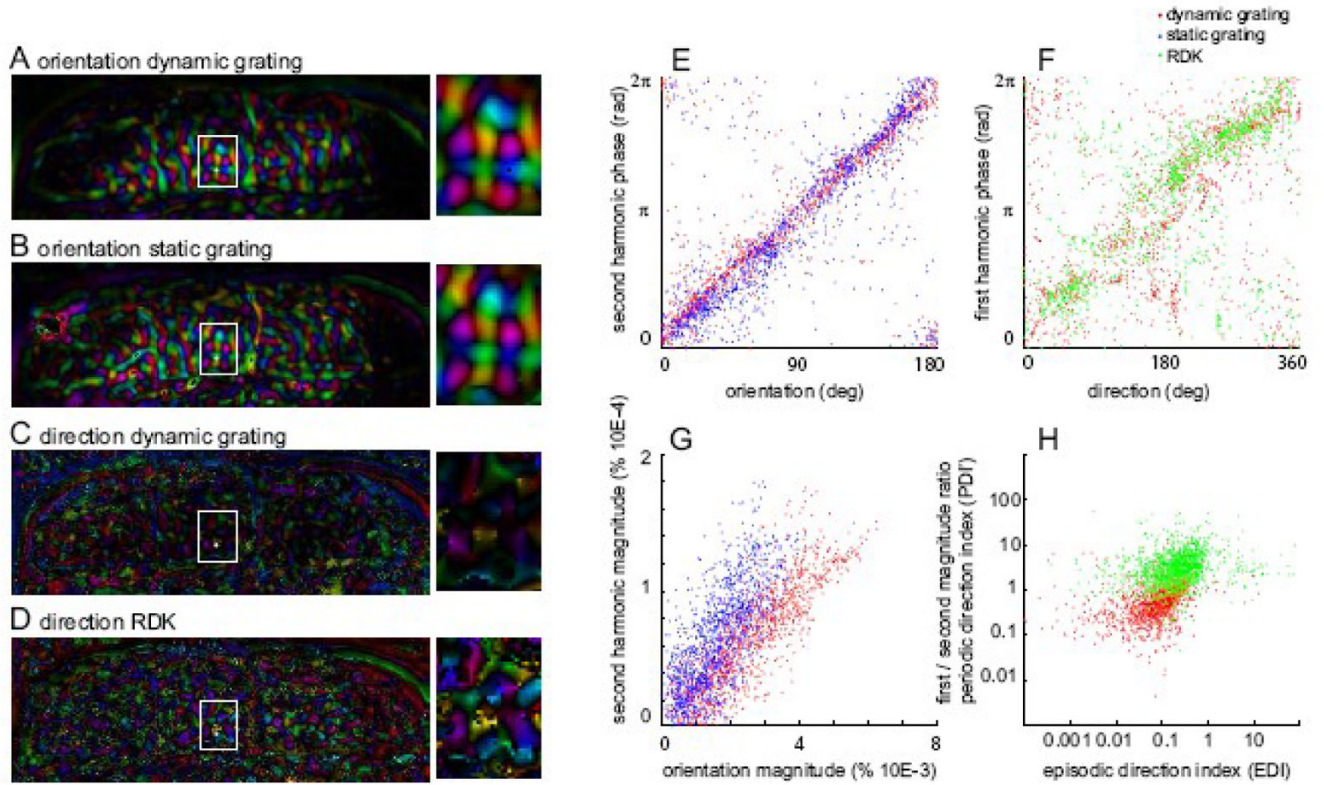 A orientation dynamic grating
B orientation static grating
C direction dynamic grating
D direction RDK
dynamic grating
static grating
RDK
E
second harmonic phase (rad)
2π
π
0
0 90 180
orientation (deg)
F
first harmonic phase (rad)
2π
π
0
0 180 360
direction (deg)
G
second harmonic magnitude (% 10E-4)
2
1
0
0 4 8
orientation magnitude (% 10E-3)
H
first / second magnitude ratio
periodic direction index (PDI')
100
10
1
0.1
0.01
0.001 0.01 0.1 1 10
episodic direction index (EDI)